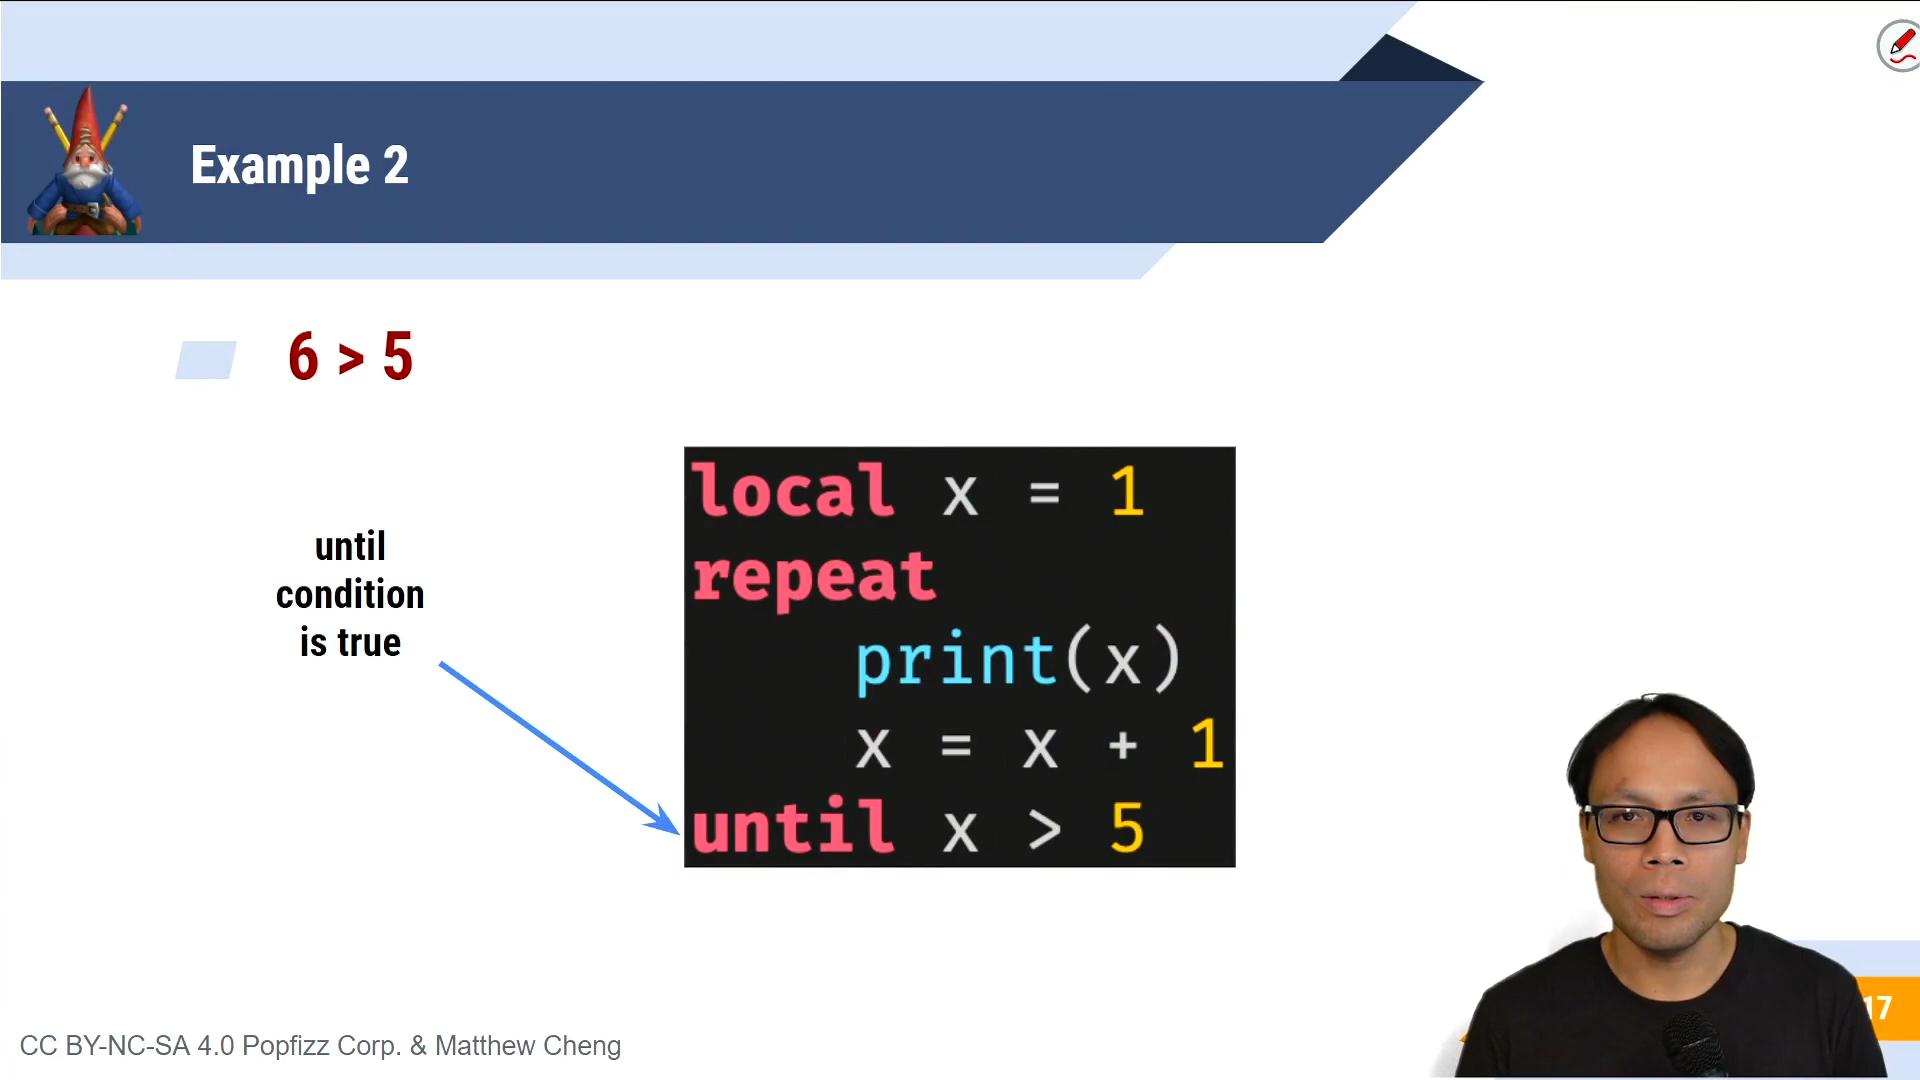 Example 2
6 > 5
until
condition
is true
local x = 1
repeat
    print(x)
    x = x + 1
until x > 5
17
CC BY-NC-SA 4.0 Popfizz Corp. & Matthew Cheng